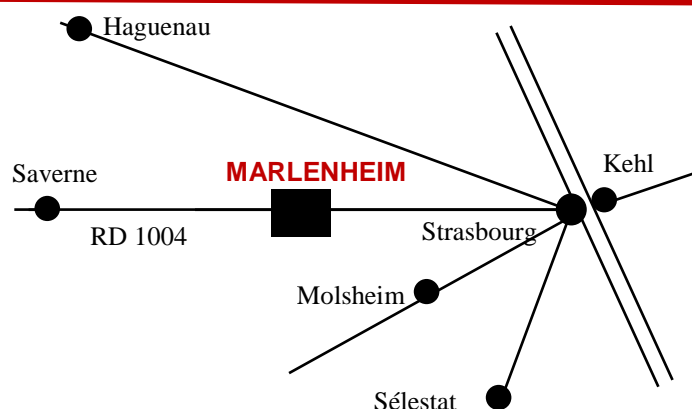 Haguenau
Kehl
Saverne
MARLENHEIM
RD 1004
Strasbourg
Molsheim
Sélestat